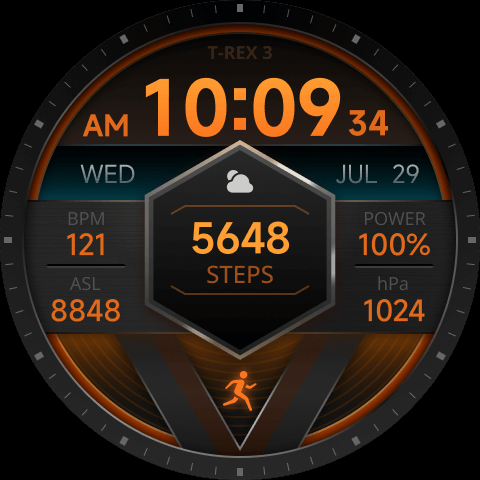 T-REX 3
AM 10:09 34
WED JUL 29
BPM
121
ASL
8848
5648
STEPS
POWER
100%
hPa
1024